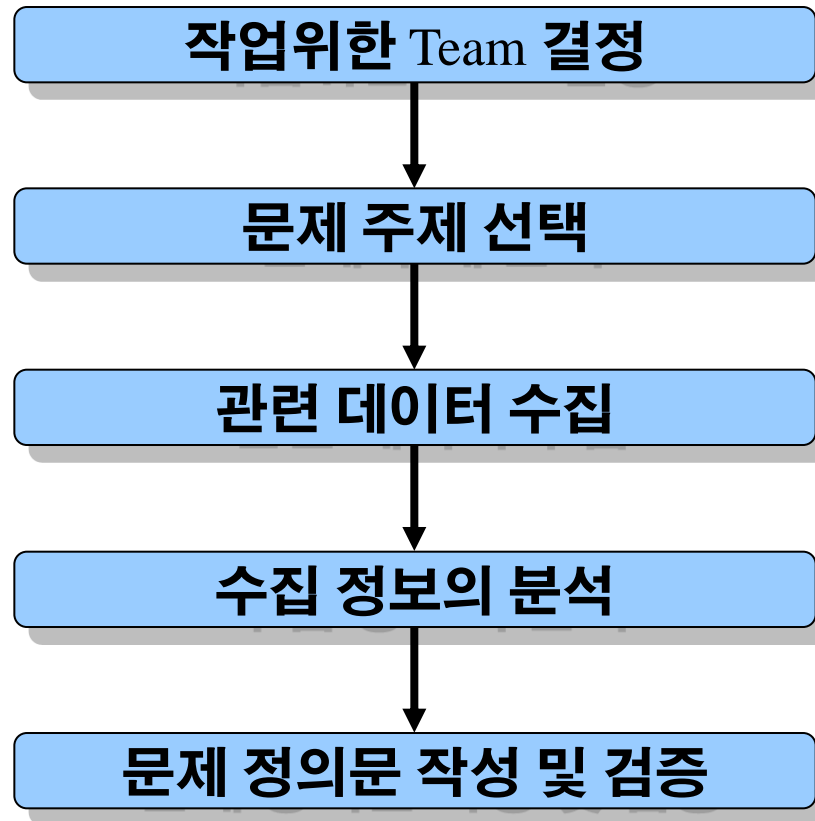 작업위한 Team 결정
문제 주제 선택
관련 데이터 수집
수집 정보의 분석
문제 정의문 작성 및 검증